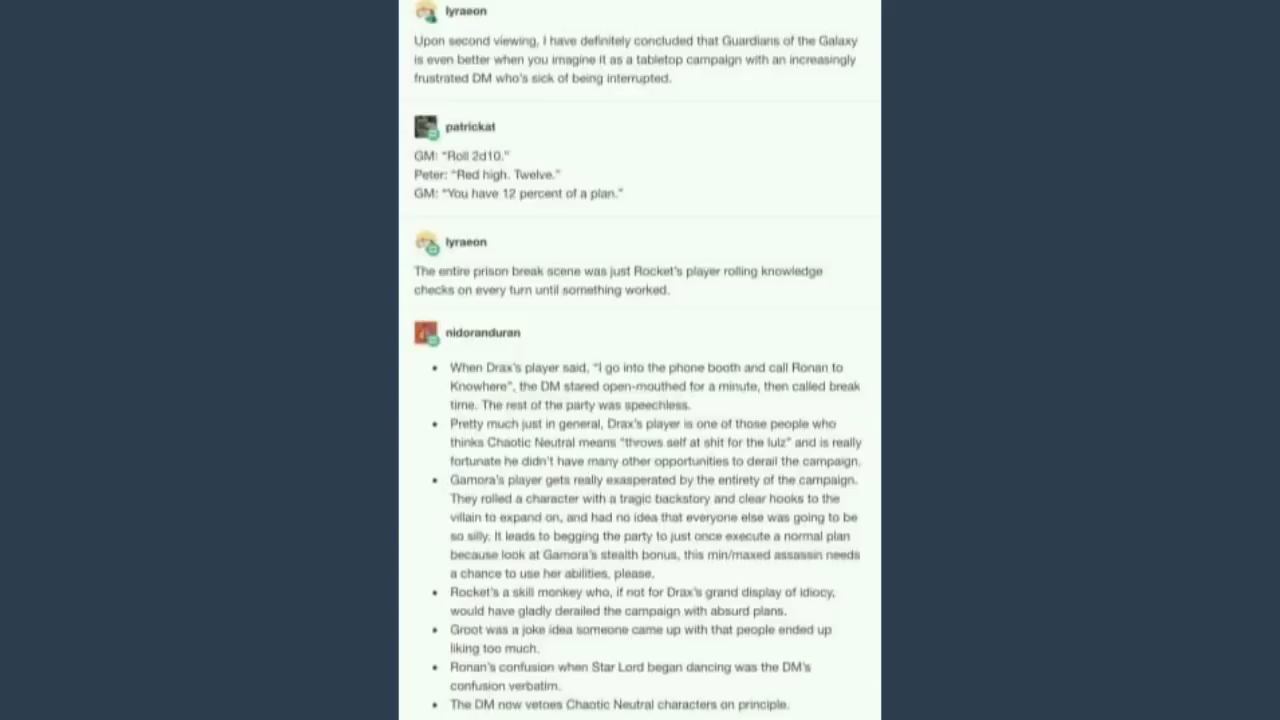 lyraeon
Upon second viewing, I have definitely concluded that Guardians of the Galaxy
is even better when you imagine it as a tabletop campaign with an increasingly
frustrated DM who's sick of being interrupted.
patrickat
GM: "Roll 2d10."
Peter: "Red high. Twelve."
GM: "You have 12 percent of a plan."
lyraeon
The entire prison break scene was just Rocket's player rolling knowledge
checks on every turn until something worked.
nidoranduran
• When Drax's player said, "I go into the phone booth and call Ronan to
Knowhere", the DM stared open-mouthed for a minute, then called break
time. The rest of the party was speechless.
• Pretty much just in general, Drax's player is one of those people who
thinks Chaotic Neutral means "throws self at shit for the lulz" and is really
fortunate he didn't have many other opportunities to derail the campaign.
• Gamora's player gets really exasperated by the entirety of the campaign.
They rolled a character with a tragic backstory and clear hooks to the
villain to expand on, and had no idea that everyone else was going to be
so silly. It leads to begging the party to just once execute a normal plan
because look at Gamora's stealth bonus, this min/maxed assassin needs
a chance to use her abilities, please.
• Rocket's a skill monkey who, if not for Drax's grand display of idiocy,
would have gladly derailed the campaign with absurd plans.
• Groot was a joke idea someone came up with that people ended up
liking too much.
• Ronan's confusion when Star Lord began dancing was the DM's
confusion verbatim.
• The DM now vetoes Chaotic Neutral characters on principle.